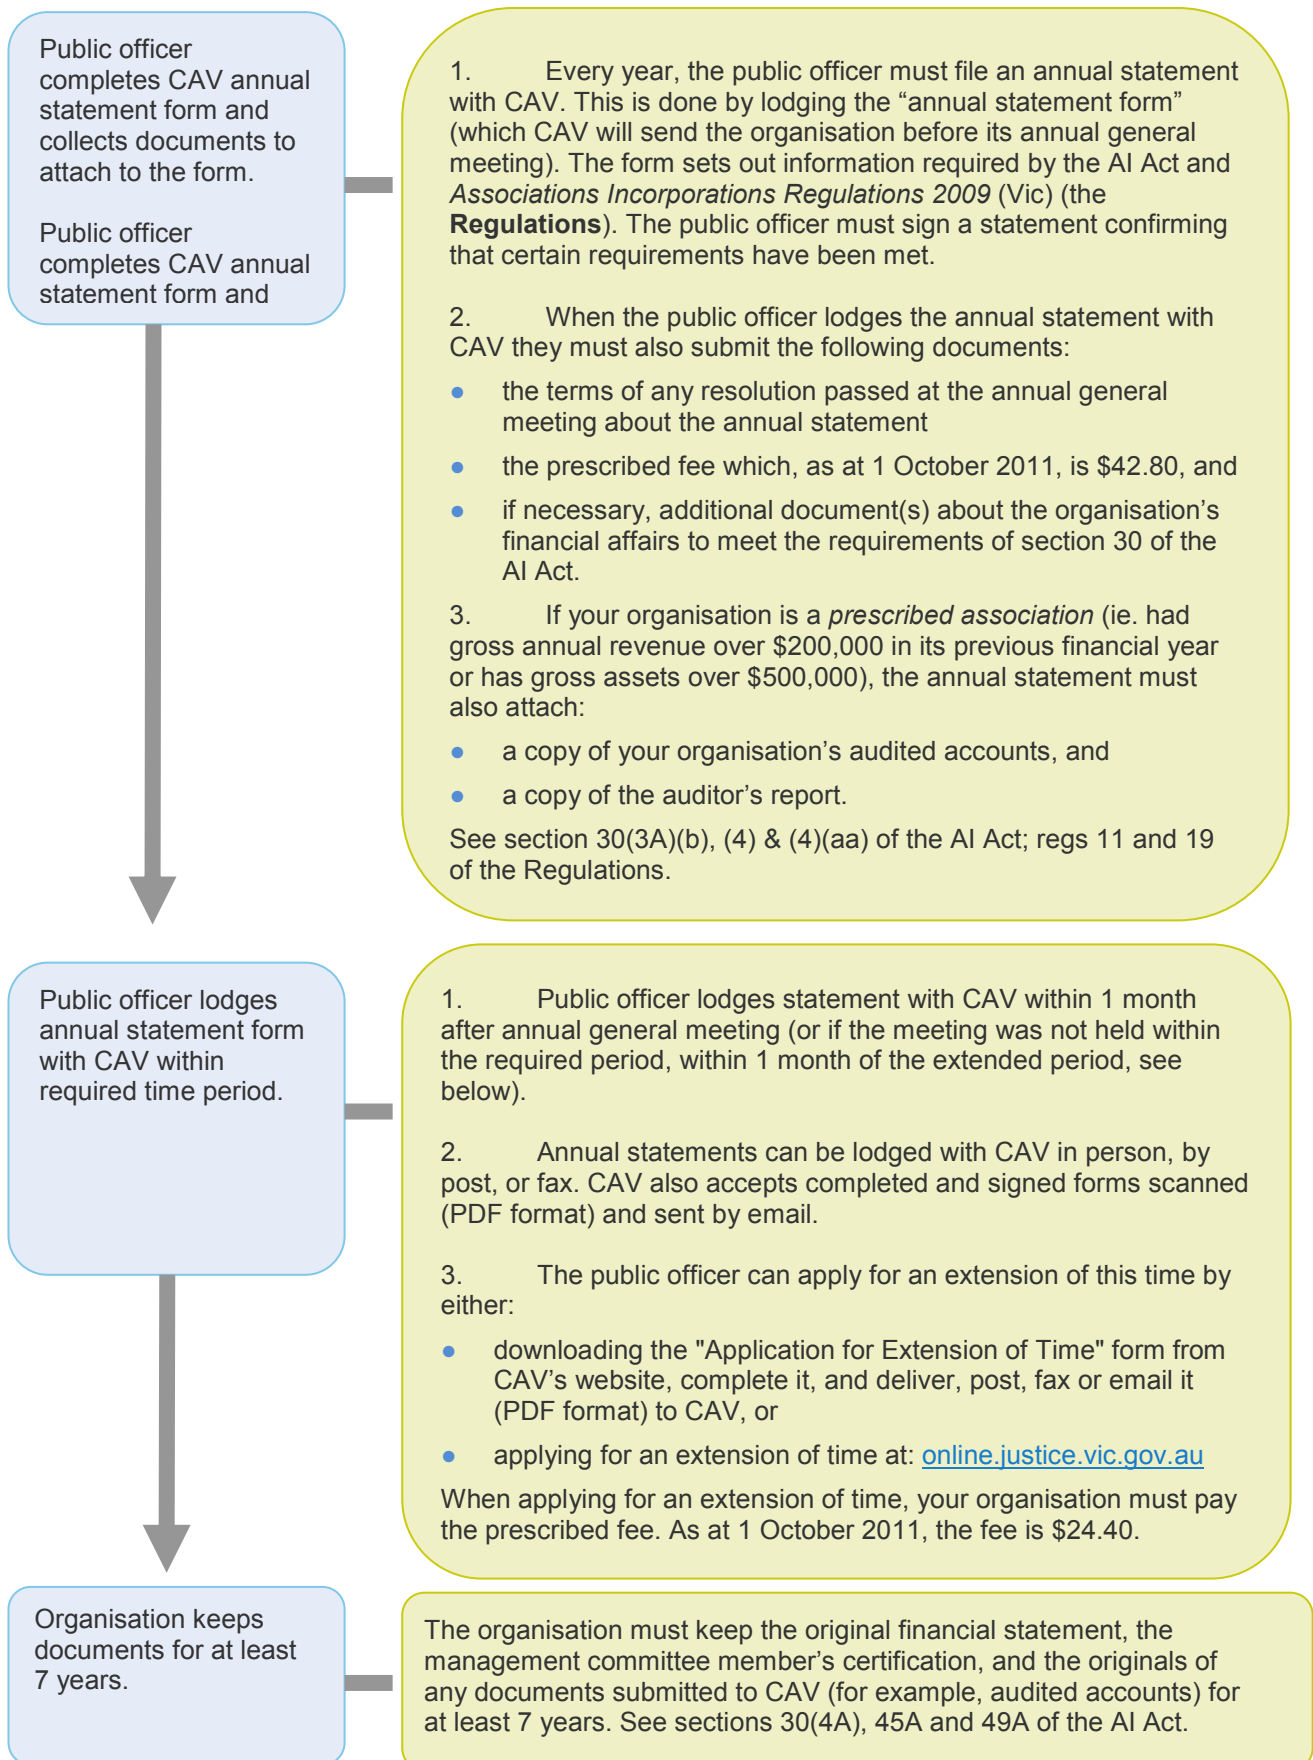 Public officer
completes CAV annual
statement form and
collects documents to
attach to the form.
Public officer
completes CAV annual
statement form and
1. Every year, the public officer must file an annual statement
with CAV. This is done by lodging the “annual statement form”
(which CAV will send the organisation before its annual general
meeting). The form sets out information required by the AI Act and
Associations Incorporations Regulations 2009 (Vic) (the
Regulations). The public officer must sign a statement confirming
that certain requirements have been met.
2. When the public officer lodges the annual statement with
CAV they must also submit the following documents:
● the terms of any resolution passed at the annual general
meeting about the annual statement
● the prescribed fee which, as at 1 October 2011, is $42.80, and
● if necessary, additional document(s) about the organisation’s
financial affairs to meet the requirements of section 30 of the
AI Act.
3. If your organisation is a prescribed association (ie. had
gross annual revenue over $200,000 in its previous financial year
or has gross assets over $500,000), the annual statement must
also attach:
● a copy of your organisation’s audited accounts, and
● a copy of the auditor’s report.
See section 30(3A)(b), (4) & (4)(aa) of the AI Act; regs 11 and 19
of the Regulations.
Public officer lodges
annual statement form
with CAV within
required time period.
1. Public officer lodges statement with CAV within 1 month
after annual general meeting (or if the meeting was not held within
the required period, within 1 month of the extended period, see
below).
2. Annual statements can be lodged with CAV in person, by
post, or fax. CAV also accepts completed and signed forms scanned
(PDF format) and sent by email.
3. The public officer can apply for an extension of this time by
either:
● downloading the "Application for Extension of Time" form from
CAV’s website, complete it, and deliver, post, fax or email it
(PDF format) to CAV, or
● applying for an extension of time at: online.justice.vic.gov.au
When applying for an extension of time, your organisation must pay
the prescribed fee. As at 1 October 2011, the fee is $24.40.
Organisation keeps
documents for at least
7 years.
The organisation must keep the original financial statement, the
management committee member’s certification, and the originals of
any documents submitted to CAV (for example, audited accounts) for
at least 7 years. See sections 30(4A), 45A and 49A of the AI Act.